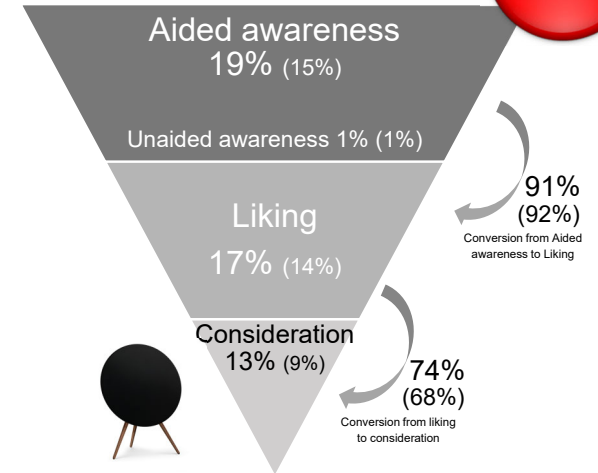 Aided awareness
19% (15%)
Unaided awareness 1% (1%)
91%
(92%)
Conversion from Aided
awareness to Liking
Liking
17% (14%)
Consideration
13% (9%)
74%
(68%)
Conversion from liking
to consideration